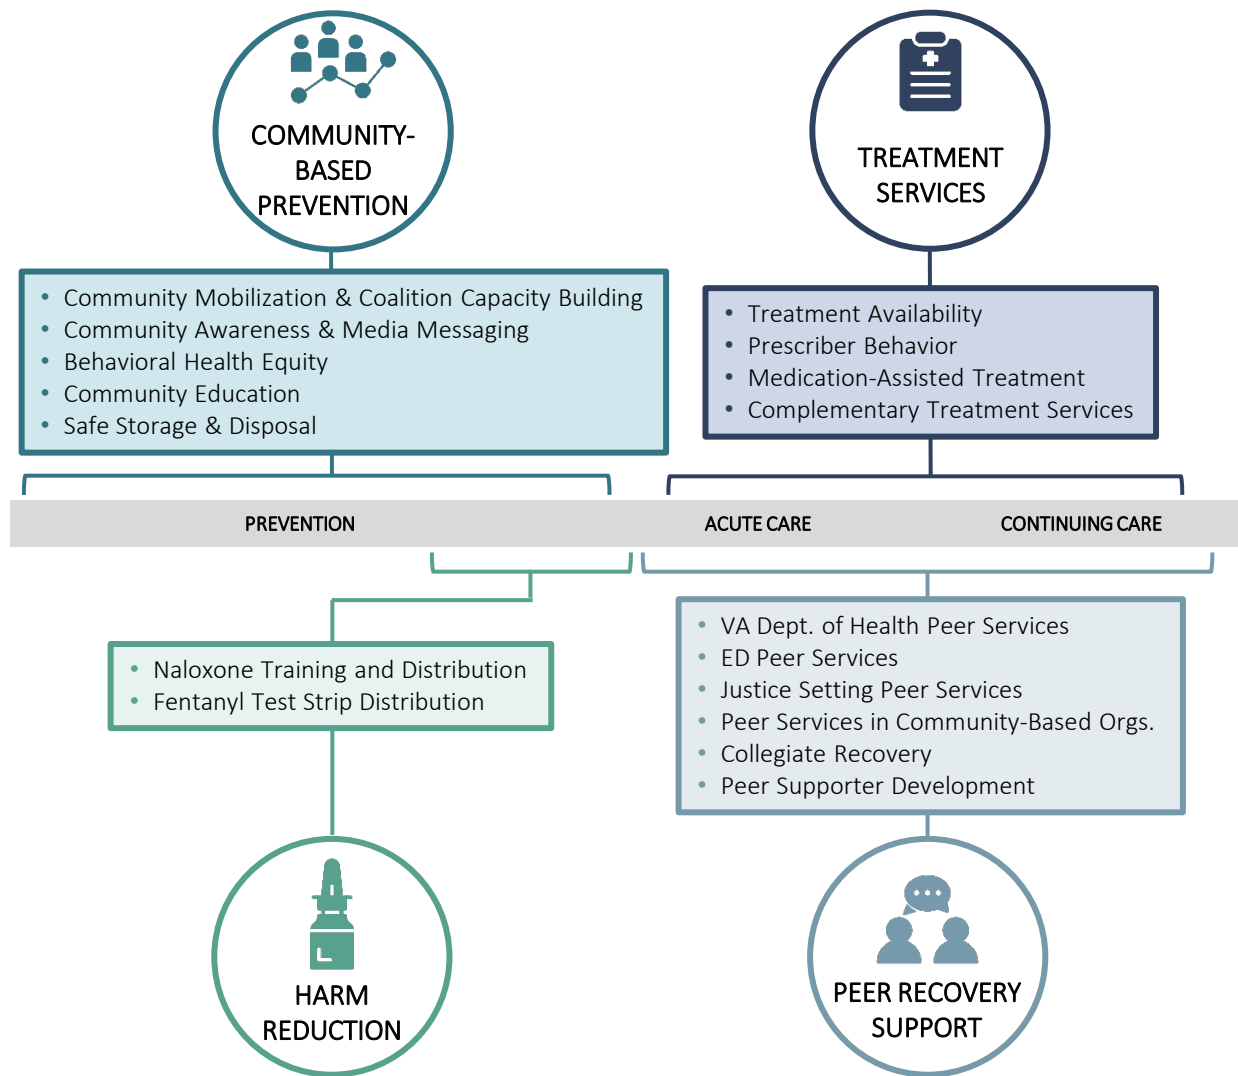 COMMUNITY-
BASED
PREVENTION
• Community Mobilization & Coalition Capacity Building
• Community Awareness & Media Messaging
• Behavioral Health Equity
• Community Education
• Safe Storage & Disposal
TREATMENT
SERVICES
• Treatment Availability
• Prescriber Behavior
• Medication-Assisted Treatment
• Complementary Treatment Services
PREVENTION
ACUTE CARE
CONTINUING CARE
• Naloxone Training and Distribution
• Fentanyl Test Strip Distribution
HARM
REDUCTION
• VA Dept. of Health Peer Services
• ED Peer Services
• Justice Setting Peer Services
• Peer Services in Community-Based Orgs.
• Collegiate Recovery
• Peer Supporter Development
PEER RECOVERY
SUPPORT